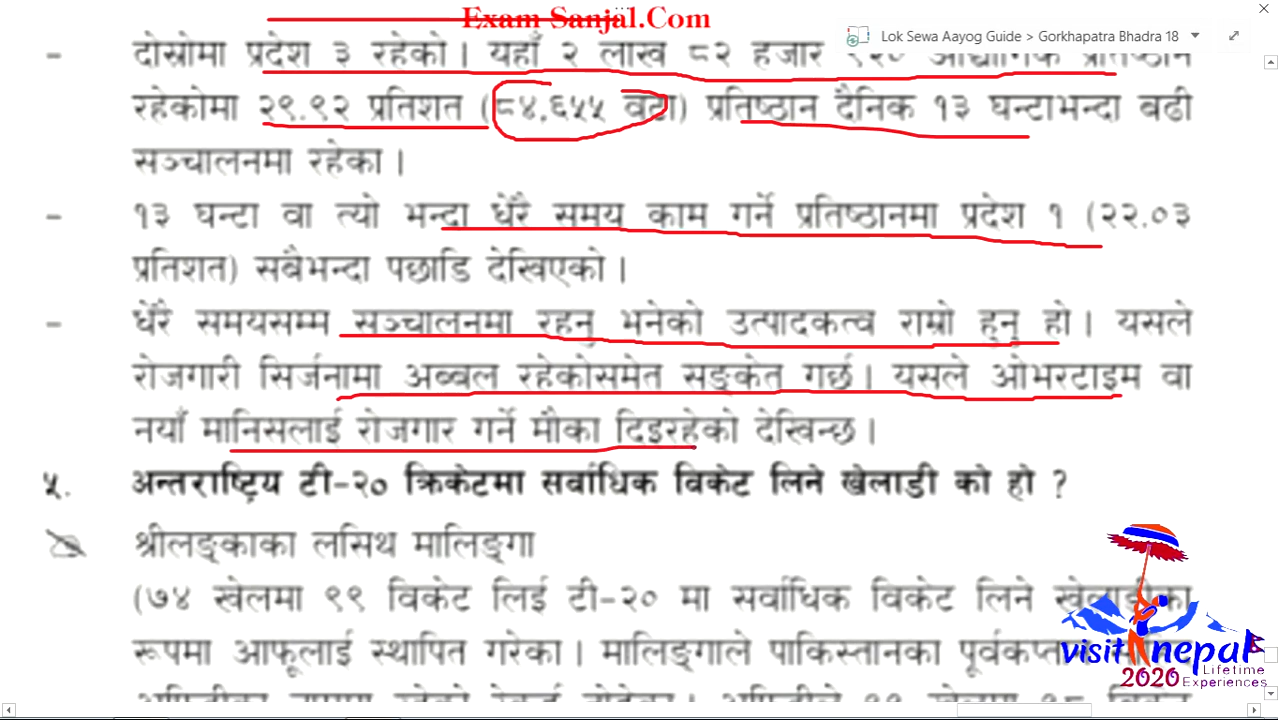 Exam Sanjal.Com
Lok Sewa Aayog Guide > Gorkhapatra Bhadra 18
- दोस्रोमा प्रदेश ३ रहेको । यहाँ २ लाख ८२ हजार प्रतिष्ठान
रहेकोमा २९.९२ प्रतिशत (८४,६५५ वटा) प्रतिष्ठान दैनिक १३ घन्टाभन्दा बढी
सञ्चालनमा रहेका ।
- १३ घन्टा वा त्यो भन्दा धेरै समय काम गर्ने प्रतिष्ठानमा प्रदेश १ (२२.०३
प्रतिशत) सबैभन्दा पछाडि देखिएको ।
- धेरै समयसम्म सञ्चालनमा रहनु भनेको उत्पादकत्व राम्रो हुनु हो । यसले
रोजगारी सिर्जनामा अब्बल रहेकोसमेत सङ्केत गर्छ । यसले ओभरटाइम वा
नयाँ मानिसलाई रोजगार गर्ने मौका दिइरहेको देखिन्छ ।
५. अन्तराष्ट्रिय टी-२० क्रिकेटमा सर्वाधिक विकेट लिने खेलाडी को हो ?
श्रीलङ्काका लसिथ मालिङ्गा
(७४ खेलमा ९९ विकेट लिई टी-२० मा सर्वाधिक विकेट लिने खेलाडीका
रूपमा आफूलाई स्थापित गरेका । मालिङ्गाले पाकिस्तानका पूर्वकप्तान
visit nepal
Lifetime
2020 Experiences